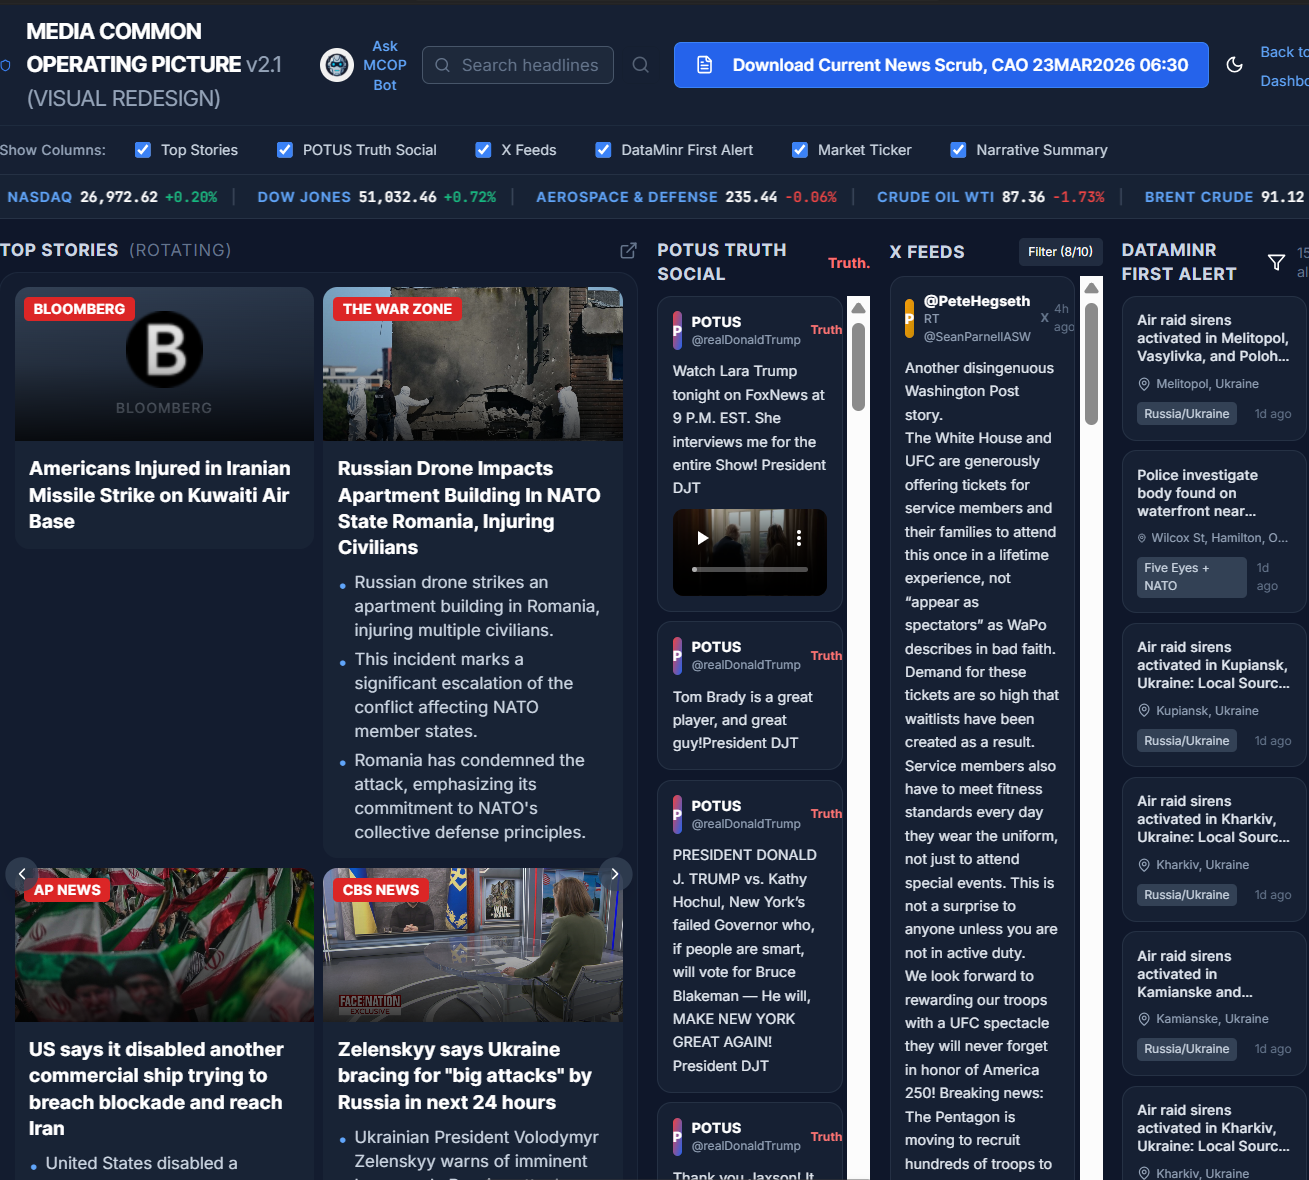 MEDIA COMMON
OPERATING PICTURE v2.1
(VISUAL REDESIGN)
Ask
MCOP
Bot
Search headlines
Download Current News Scrub, CAO 23MAR2026 06:30
Back to
Dashbo
Show Columns:
Top Stories
POTUS Truth Social
X Feeds
DataMinr First Alert
Market Ticker
Narrative Summary
NASDAQ 26,972.62 +0.20%
DOW JONES 51,032.46 +0.72%
AEROSPACE & DEFENSE 235.44 -0.06%
CRUDE OIL WTI 87.36 -1.73%
BRENT CRUDE 91.12
TOP STORIES (ROTATING)
BLOOMBERG
B
BLOOMBERG
Americans Injured in Iranian
Missile Strike on Kuwaiti Air
Base
THE WAR ZONE
Russian Drone Impacts
Apartment Building In NATO
State Romania, Injuring
Civilians
• Russian drone strikes an
apartment building in Romania,
injuring multiple civilians.
• This incident marks a
significant escalation of the
conflict affecting NATO
member states.
• Romania has condemned the
attack, emphasizing its
commitment to NATO's
collective defense principles.
AP NEWS
US says it disabled another
commercial ship trying to
breach blockade and reach
Iran
• United States disabled a
CBS NEWS
FACE NATION
EXCLUSIVE
Zelenskyy says Ukraine
bracing for "big attacks" by
Russia in next 24 hours
• Ukrainian President Volodymyr
Zelenskyy warns of imminent
POTUS TRUTH
SOCIAL
Truth.
P
POTUS
@realDonaldTrump
Truth
Watch Lara Trump
tonight on FoxNews at
9 P.M. EST. She
interviews me for the
entire Show! President
DJT
P
POTUS
@realDonaldTrump
Truth
Tom Brady is a great
player, and great
guy!President DJT
P
POTUS
@realDonaldTrump
Truth
PRESIDENT DONALD
J. TRUMP vs. Kathy
Hochul, New York's
failed Governor who,
if people are smart,
will vote for Bruce
Blakeman — He will,
MAKE NEW YORK
GREAT AGAIN!
President DJT
P
POTUS
@realDonaldTrump
Truth
Thank you Jaxson! It
X FEEDS
Filter (8/10)
P
@PeteHegseth
RT
@SeanParnellASW
X
4h
ago
Another disingenuous
Washington Post
story.
The White House and
UFC are generously
offering tickets for
service members and
their families to attend
this once in a lifetime
experience, not
“appear as
spectators” as WaPo
describes in bad faith.
Demand for these
tickets are so high that
waitlists have been
created as a result.
Service members also
have to meet fitness
standards every day
they wear the uniform,
not just to attend
special events. This is
not a surprise to
anyone unless you are
not in active duty.
We look forward to
rewarding our troops
with a UFC spectacle
they will never forget
in honor of America
250! Breaking news:
The Pentagon is
moving to recruit
hundreds of troops to
DATAMINR
FIRST ALERT
15
al
Air raid sirens
activated in Melitopol,
Vasylivka, and Poloh...
Melitopol, Ukraine
Russia/Ukraine
1d ago
Police investigate
body found on
waterfront near...
Wilcox St, Hamilton, O...
Five Eyes +
NATO
1d
ago
Air raid sirens
activated in Kupiansk,
Ukraine: Local Sourc...
Kupiansk, Ukraine
Russia/Ukraine
1d ago
Air raid sirens
activated in Kharkiv,
Ukraine: Local Sourc...
Kharkiv, Ukraine
Russia/Ukraine
1d ago
Air raid sirens
activated in
Kamianske and...
Kamianske, Ukraine
Russia/Ukraine
1d ago
Air raid sirens
activated in Kharkiv,
Ukraine: Local Sourc...
Kharkiv, Ukraine